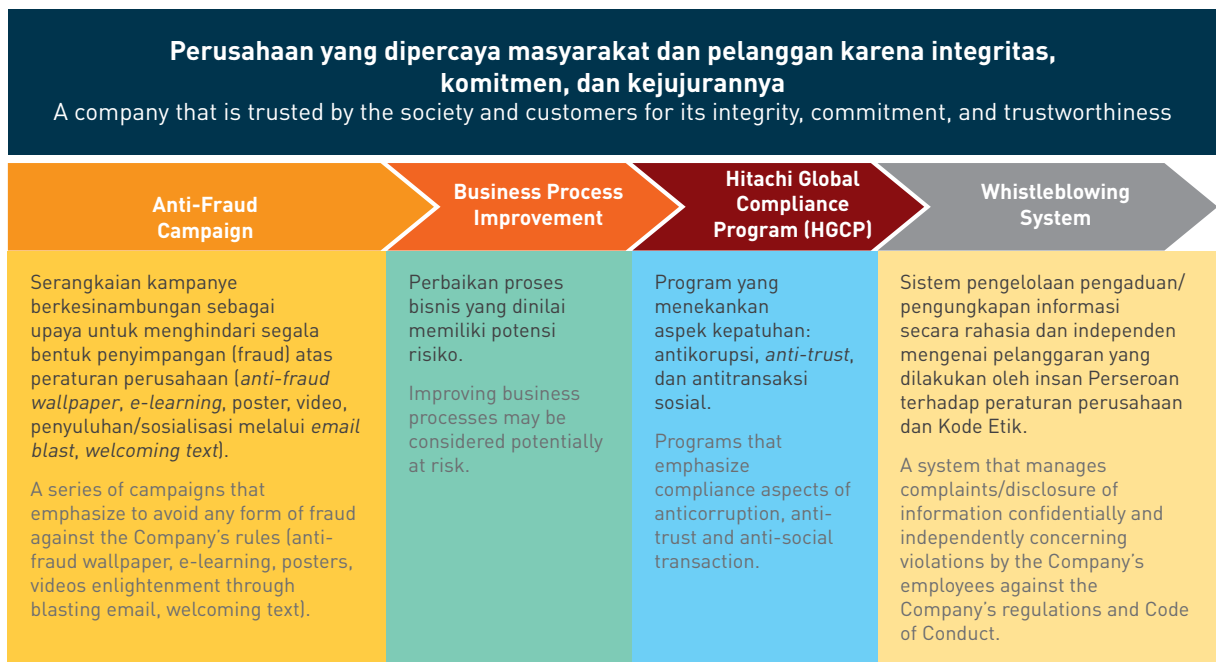 Perusahaan yang dipercaya masyarakat dan pelanggan karena integritas,
komitmen, dan kejujurannya
A company that is trusted by the society and customers for its integrity, commitment, and trustworthiness
Anti-Fraud
Campaign
Business Process
Improvement
Hitachi Global
Compliance
Program (HGCP)
Whistleblowing
System
Serangkaian kampanye
berkesinambungan sebagai
upaya untuk menghindari segala
bentuk penyimpangan (fraud) atas
peraturan perusahaan (anti-fraud
wallpaper, e-learning, poster, video,
penyuluhan/sosialisasi melalui email
blast, welcoming text).
A series of campaigns that
emphasize to avoid any form of fraud
against the Company's rules (anti-
fraud wallpaper, e-learning, posters,
videos enlightenment through
blasting email, welcoming text).
Perbaikan proses
bisnis yang dinilai
memiliki potensi
risiko.
Improving business
processes may be
considered potentially
at risk.
Program yang
menekankan
aspek kepatuhan:
antikorupsi, anti-trust,
dan antitransaksi
sosial.
Programs that
emphasize
compliance aspects of
anticorruption, anti-
trust and anti-social
transaction.
Sistem pengelolaan pengaduan/
pengungkapan informasi
secara rahasia dan independen
mengenai pelanggaran yang
dilakukan oleh insan Perseroan
terhadap peraturan perusahaan
dan Kode Etik.
A system that manages
complaints/disclosure of
information confidentially and
independently concerning
violations by the Company's
employees against the
Company's regulations and Code
of Conduct.